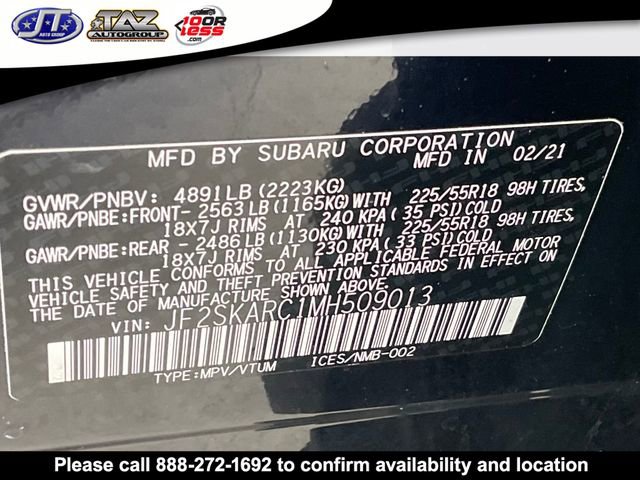 JT
AUTO GROUP
TAZ
AUTOGROUP
10 OR
LESS
.COM
MFD BY SUBARU CORPORATION
MFD IN 02/21
GVWR/PNBV: 4891LB (2223KG)
GAWR/PNBE:FRONT- 2563LB (1165KG)WITH 225/55R18 98H TIRES,
18X7J RIMS AT 240 KPA (35 PSI)COLD
GAWR/PNBE:REAR - 2486LB (1130KG)WITH 225/55R18 98H TIRES,
18X7J RIMS AT 230 KPA (33 PSI)COLD
THIS VEHICLE CONFORMS TO ALL APPLICABLE FEDERAL MOTOR
VEHICLE SAFETY AND THEFT PREVENTION STANDARDS IN EFFECT ON
THE DATE OF MANUFACTURE SHOWN ABOVE.
VIN: JF2SKARC1MH509013
TYPE:MPV/VTUM ICES/NMB-002
Please call 888-272-1692 to confirm availability and location